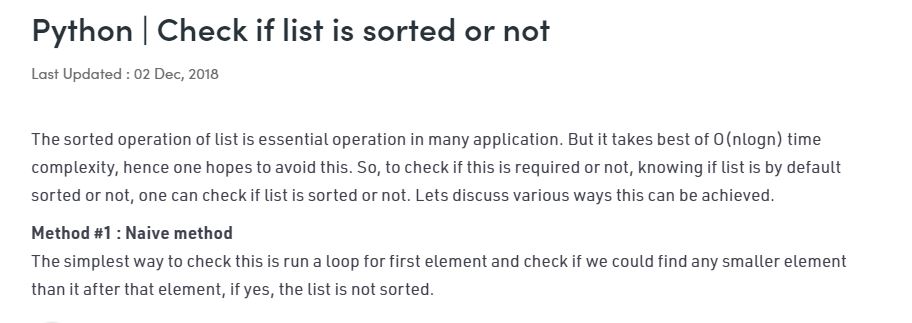 Python | Check if list is sorted or not
Last Updated : 02 Dec, 2018
The sorted operation of list is essential operation in many application. But it takes best of O(nlogn) time
complexity, hence one hopes to avoid this. So, to check if this is required or not, knowing if list is by default
sorted or not, one can check if list is sorted or not. Lets discuss various ways this can be achieved.
Method #1 : Naive method
The simplest way to check this is run a loop for first element and check if we could find any smaller element
than it after that element, if yes, the list is not sorted.